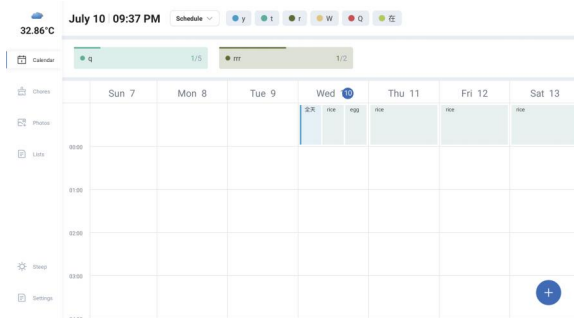 32.86°C
July 10 09:37 PM
Schedule
y
t
r
W
Q
在
q 1/5
rrr 1/2
Calendar
Chores
Photos
Lists
Sleep
Settings
Sun 7 Mon 8 Tue 9 Wed 10 Thu 11 Fri 12 Sat 13
全天 rice egg rice rice rice
00:00
01:00
02:00
03:00